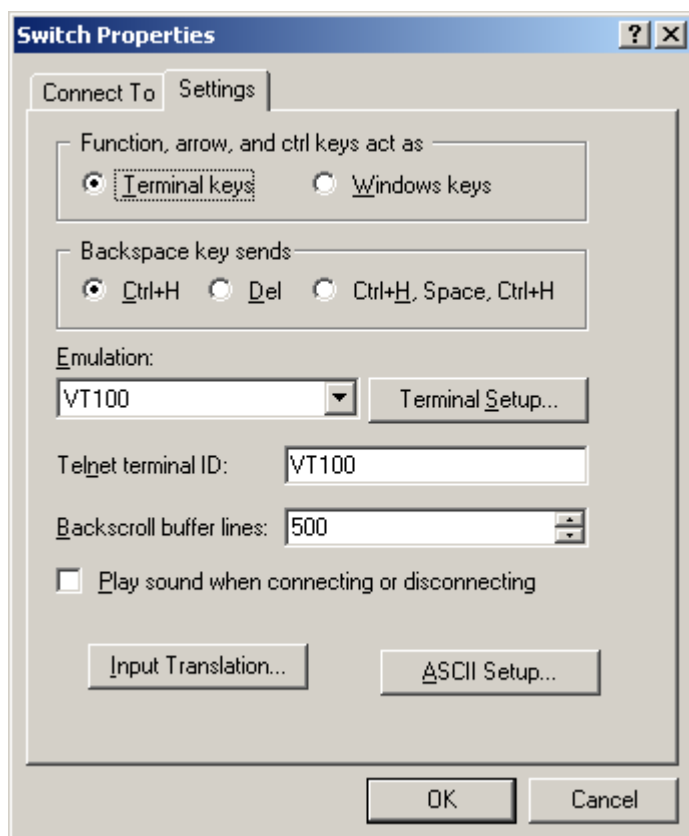 Switch Properties
Connect To Settings
Function, arrow, and ctrl keys act as
Terminal keys Windows keys
Backspace key sends
Ctrl+H Del Ctrl+H, Space, Ctrl+H
Emulation:
VT100 Terminal Setup...
Telnet terminal ID: VT100
Backscroll buffer lines: 500
Play sound when connecting or disconnecting
Input Translation... ASCII Setup...
OK Cancel